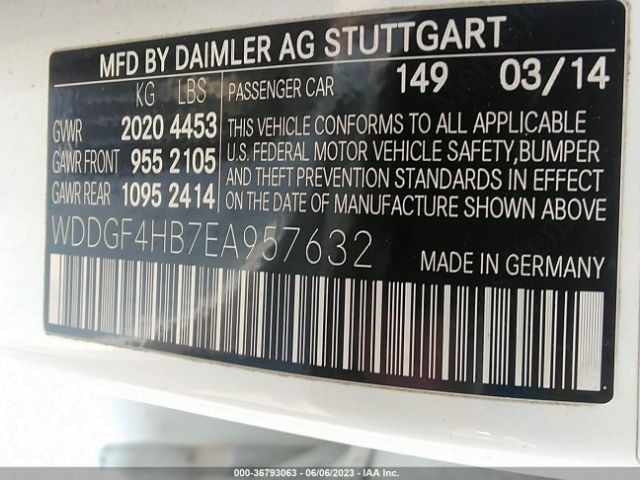 MFD BY DAIMLER AG STUTTGART
KG LBS PASSENGER CAR 149 03/14
GVWR 2020 4453
GAWR FRONT 955 2105
GAWR REAR 1095 2414
THIS VEHICLE CONFORMS TO ALL APPLICABLE
U.S. FEDERAL MOTOR VEHICLE SAFETY, BUMPER
AND THEFT PREVENTION STANDARDS IN EFFECT
ON THE DATE OF MANUFACTURE SHOWN ABOVE
WDDGF4HB7EA957632
MADE IN GERMANY
000-36793063 - 06/06/2023 - IAA Inc.